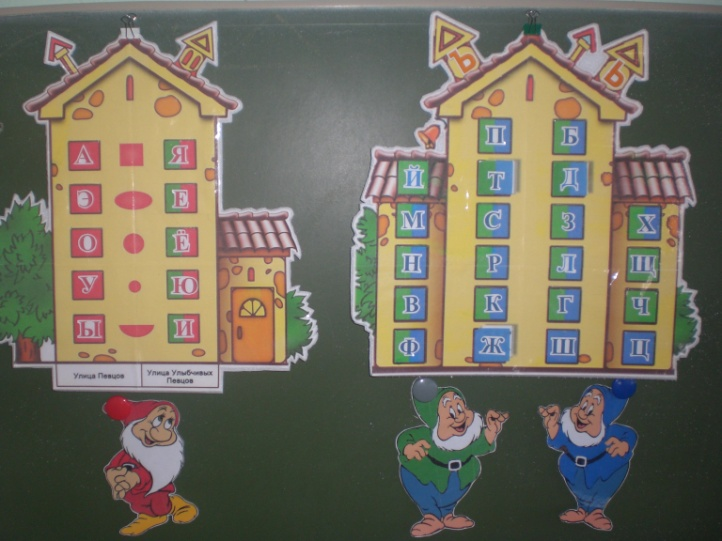 А Я
Э Е
О Ё
У Ю
Ы И
Улица Певцов
Улица Улыбчивых
Певцов
Ъ Ь
П Б
Й Т Д
М С З Х
Н Р Л Щ
В К Г Ч
Ф Ж Ш Ц